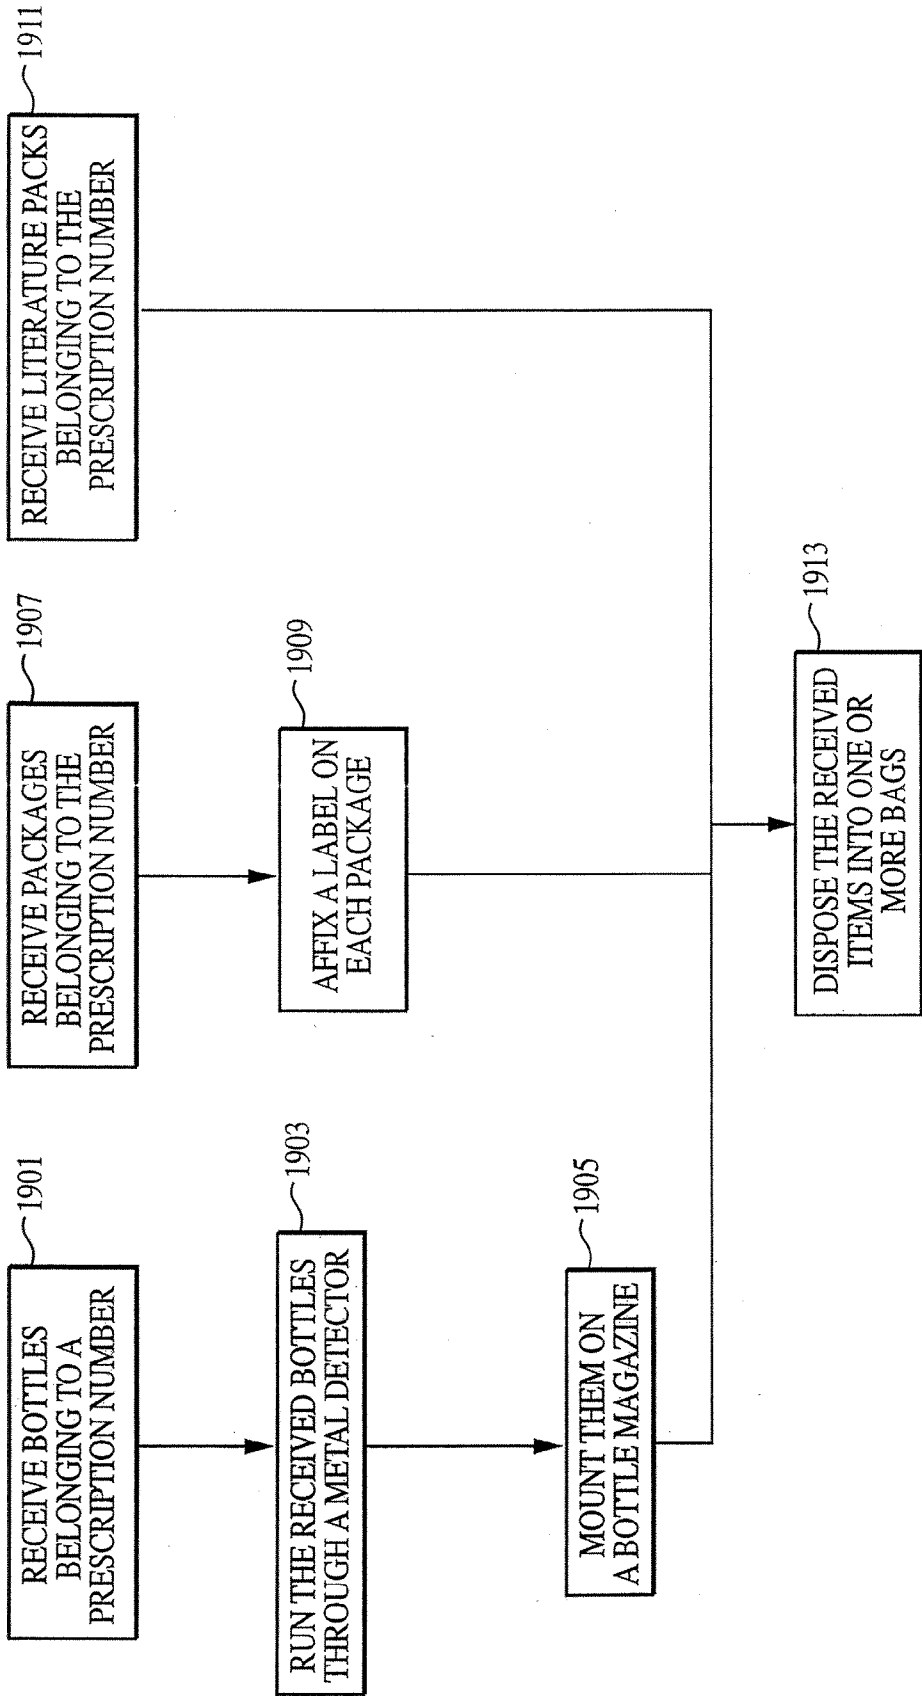 1901
RECEIVE BOTTLES
BELONGING TO A
PRESCRIPTION NUMBER
1903
RUN THE RECEIVED BOTTLES
THROUGH A METAL DETECTOR
1905
MOUNT THEM ON
A BOTTLE MAGAZINE
1907
RECEIVE PACKAGES
BELONGING TO THE
PRESCRIPTION NUMBER
1909
AFFIX A LABEL ON
EACH PACKAGE
1911
RECEIVE LITERATURE PACKS
BELONGING TO THE
PRESCRIPTION NUMBER
1913
DISPOSE THE RECEIVED
ITEMS INTO ONE OR
MORE BAGS